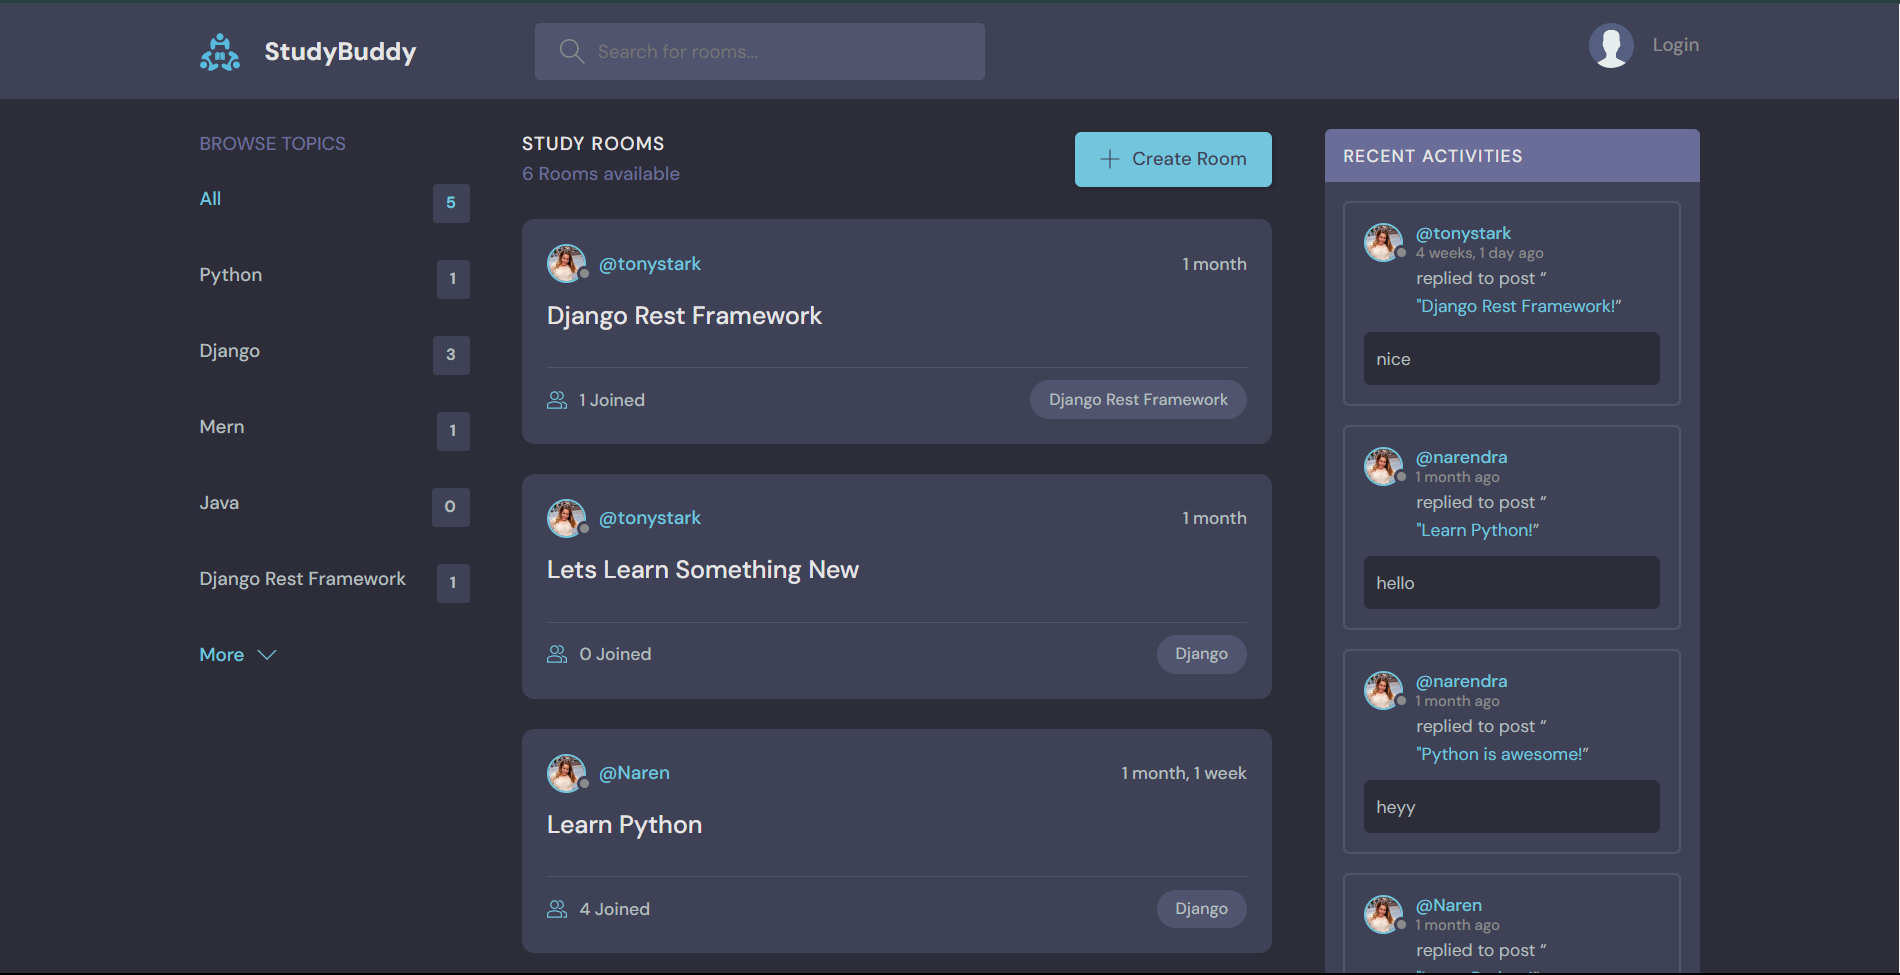 StudyBuddy
Search for rooms...
Login
BROWSE TOPICS
All 5
Python 1
Django 3
Mern 1
Java 0
Django Rest Framework 1
More
STUDY ROOMS
6 Rooms available
Create Room
@tonystark 1 month
Django Rest Framework
1 Joined Django Rest Framework
@tonystark 1 month
Lets Learn Something New
0 Joined Django
@Naren 1 month, 1 week
Learn Python
4 Joined Django
RECENT ACTIVITIES
@tonystark
4 weeks, 1 day ago
replied to post “
"Django Rest Framework!”
nice
@narendra
1 month ago
replied to post “
"Learn Python!”
hello
@narendra
1 month ago
replied to post “
"Python is awesome!”
heyy
@Naren
1 month ago
replied to post “